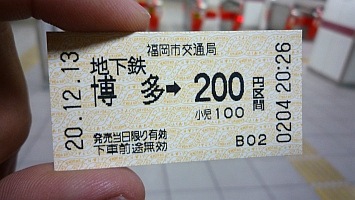 福岡市交通局
地下鉄
博多➡200円区間
小児100
発売当日限り有効
下車前途無効
B02
20.12.13
0204 20:26